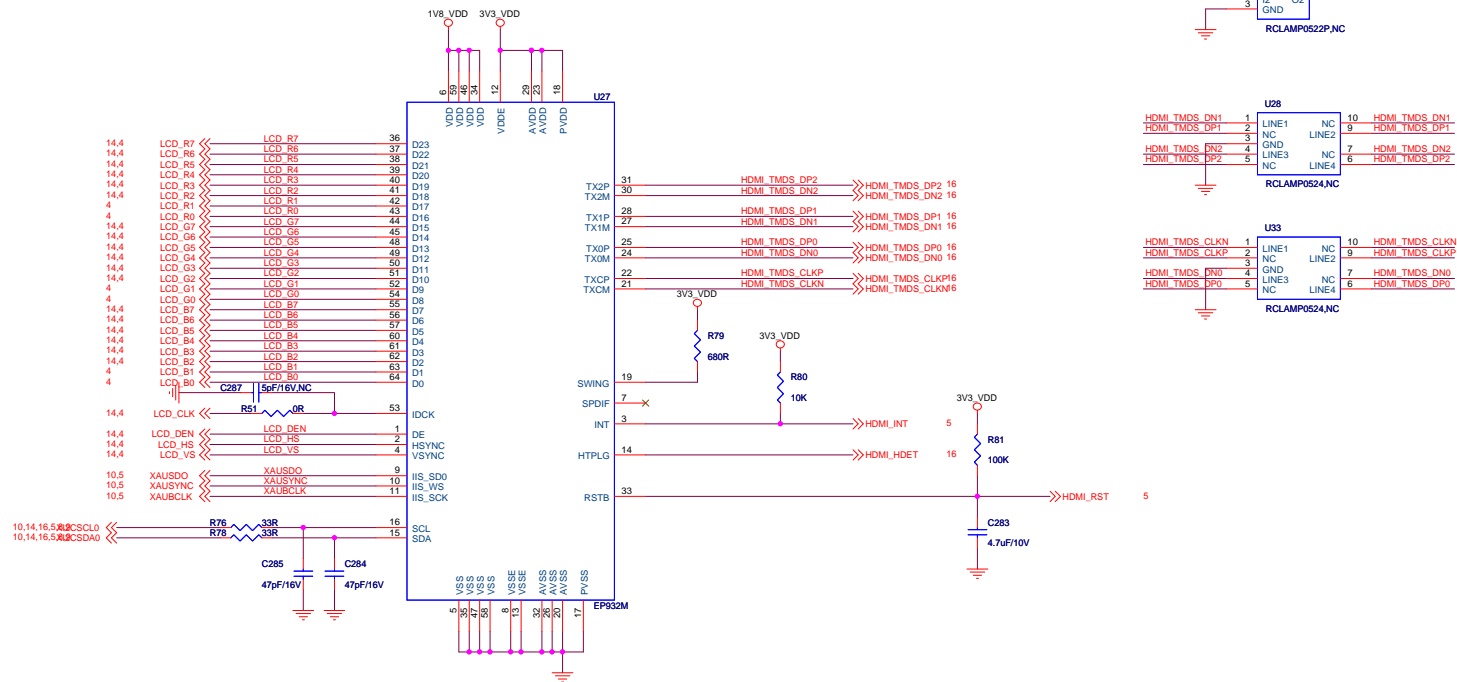 1V8_VDD 3V3_VDD
3 I2 O2
GND
RCLAMP0522P,NC
6 59 46 34 12 29 23 18
VDD VDD VDD VDD VDDE AVDD AVDD PVDD
U27
14,4 LCD_R7 LCD_R7 36 D23
14,4 LCD_R6 LCD_R6 37 D22
14,4 LCD_R5 LCD_R5 38 D21
14,4 LCD_R4 LCD_R4 39 D20
14,4 LCD_R3 LCD_R3 40 D19
14,4 LCD_R2 LCD_R2 41 D18
4 LCD_R1 LCD_R1 42 D17
4 LCD_R0 LCD_R0 43 D16
14,4 LCD_G7 LCD_G7 44 D15
14,4 LCD_G6 LCD_G6 45 D14
14,4 LCD_G5 LCD_G5 48 D13
14,4 LCD_G4 LCD_G4 49 D12
14,4 LCD_G3 LCD_G3 50 D11
14,4 LCD_G2 LCD_G2 51 D10
4 LCD_G1 LCD_G1 52 D9
4 LCD_G0 LCD_G0 54 D8
14,4 LCD_B7 LCD_B7 55 D7
14,4 LCD_B6 LCD_B6 56 D6
14,4 LCD_B5 LCD_B5 57 D5
14,4 LCD_B4 LCD_B4 60 D4
14,4 LCD_B3 LCD_B3 61 D3
14,4 LCD_B2 LCD_B2 62 D2
4 LCD_B1 LCD_B1 63 D1
4 LCD_B0 LCD_B0 64 D0
C287 5pF/16V,NC
R51 0R
14,4 LCD_CLK 53 IDCK
14,4 LCD_DEN LCD_DEN 1 DE
14,4 LCD_HS LCD_HS 2 HSYNC
14,4 LCD_VS LCD_VS 4 VSYNC
10,5 XAUSDO XAUSDO 9 IIS_SD0
10,5 XAUSYNC XAUSYNC 10 IIS_WS
10,5 XAUBCLK XAUBCLK 11 IIS_SCK
R76 33R 16 SCL
R78 33R 15 SDA
C285 47pF/16V
C284 47pF/16V
TX2P 31 HDMI_TMDS_DP2 HDMI_TMDS_DP2 16
TX2M 30 HDMI_TMDS_DN2 HDMI_TMDS_DN2 16
TX1P 28 HDMI_TMDS_DP1 HDMI_TMDS_DP1 16
TX1M 27 HDMI_TMDS_DN1 HDMI_TMDS_DN1 16
TX0P 25 HDMI_TMDS_DP0 HDMI_TMDS_DP0 16
TX0M 24 HDMI_TMDS_DN0 HDMI_TMDS_DN0 16
TXCP 22 HDMI_TMDS_CLKP HDMI_TMDS_CLKP16
TXCM 21 HDMI_TMDS_CLKN HDMI_TMDS_CLKN16
3V3_VDD
R79
680R
3V3_VDD
R80
10K
SWING 19
SPDIF 7
INT 3 HDMI_INT 5
HTPLG 14 HDMI_HDET 16
3V3_VDD
R81
100K
RSTB 33 HDMI_RST 5
C283
4.7uF/10V
VSS VSS VSS VSS VSSE VSSE AVSS AVSS AVSS PVSS
5 35 47 58 8 13 32 26 20 17
EP932M
U28
HDMI_TMDS_DN1 1 LINE1 NC 10 HDMI_TMDS_DN1
HDMI_TMDS_DP1 2 NC LINE2 9 HDMI_TMDS_DP1
3 GND
HDMI_TMDS_DN2 4 LINE3 NC 7 HDMI_TMDS_DN2
HDMI_TMDS_DP2 5 NC LINE4 6 HDMI_TMDS_DP2
RCLAMP0524,NC
U33
HDMI_TMDS_CLKN 1 LINE1 NC 10 HDMI_TMDS_CLKN
HDMI_TMDS_CLKP 2 NC LINE2 9 HDMI_TMDS_CLKP
3 GND
HDMI_TMDS_DN0 4 LINE3 NC 7 HDMI_TMDS_DN0
HDMI_TMDS_DP0 5 NC LINE4 6 HDMI_TMDS_DP0
RCLAMP0524,NC